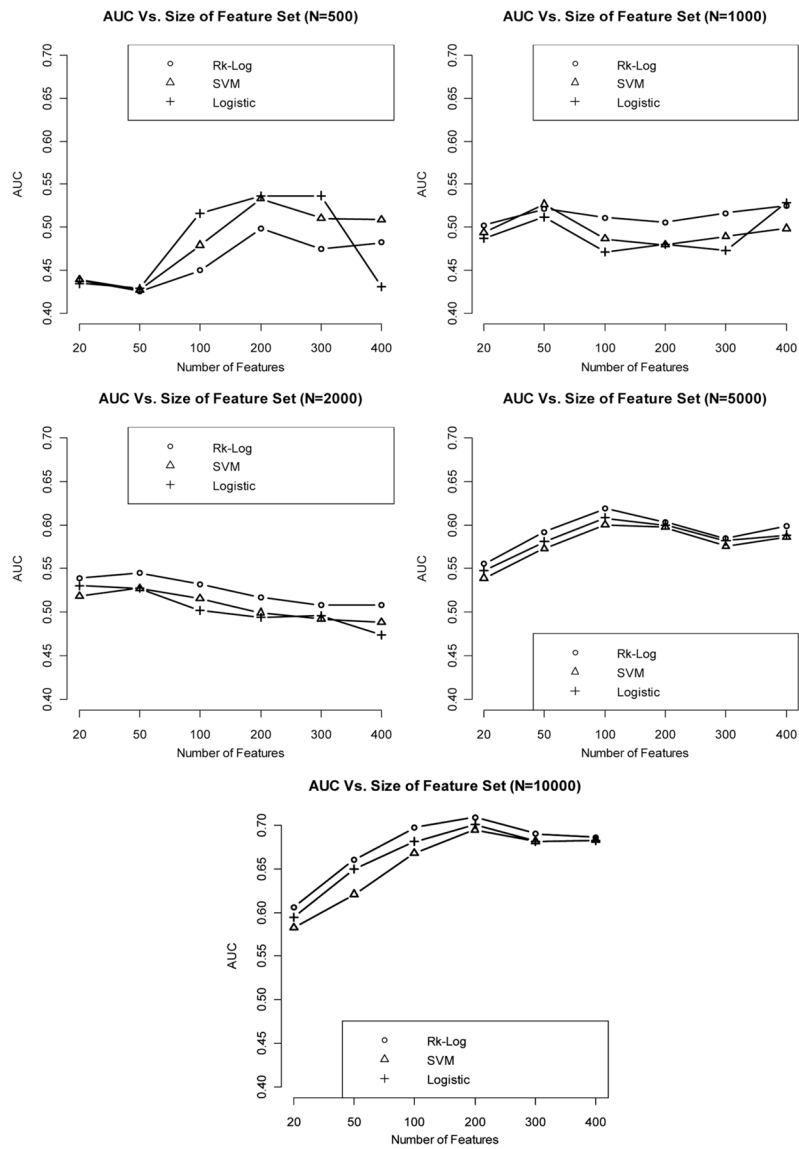 AUC Vs. Size of Feature Set (N=500)
Rk-Log
SVM
Logistic
AUC
0.70
0.65
0.60
0.55
0.50
0.45
0.40
20 50 100 200 300 400
Number of Features
AUC Vs. Size of Feature Set (N=1000)
Rk-Log
SVM
Logistic
AUC
0.70
0.65
0.60
0.55
0.50
0.45
0.40
20 50 100 200 300 400
Number of Features
AUC Vs. Size of Feature Set (N=2000)
Rk-Log
SVM
Logistic
AUC
0.70
0.65
0.60
0.55
0.50
0.45
0.40
20 50 100 200 300 400
Number of Features
AUC Vs. Size of Feature Set (N=5000)
AUC
0.70
0.65
0.60
0.55
0.50
0.45
0.40
Rk-Log
SVM
Logistic
20 50 100 200 300 400
Number of Features
AUC Vs. Size of Feature Set (N=10000)
AUC
0.70
0.65
0.60
0.55
0.50
0.45
0.40
Rk-Log
SVM
Logistic
20 50 100 200 300 400
Number of Features